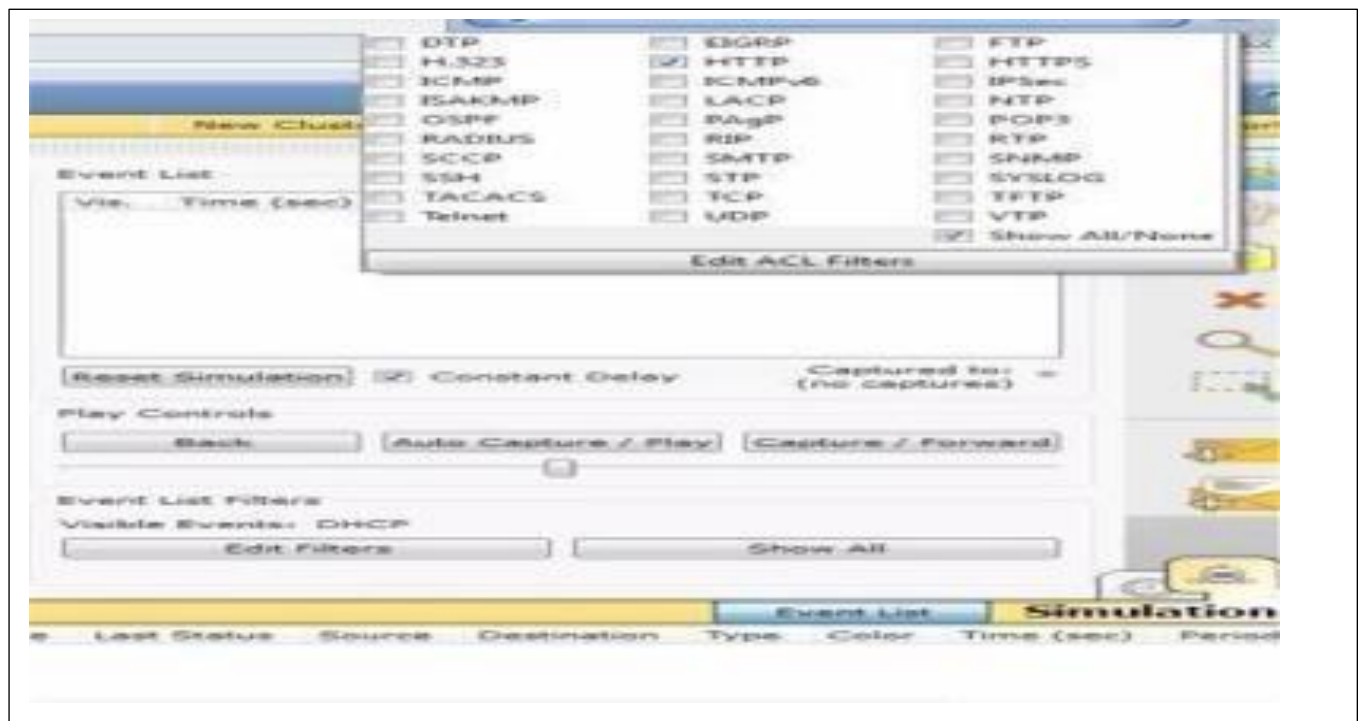 DTP EIGRP FTP
H.323 HTTP HTTPS
ICMP ICMPv6 IPSec
ISAKMP LACP NTP
New OSPF PAgP POP3
RADIUS RIP RTP
SCCP SMTP SNMP
Event List SSH STP SYSLOG
Vis. Time (sec) TACACS TCP TFTP
Telnet UDP VTP
Show All/None
Edit ACL Filters
Reset Simulation Constant Delay Captured to:
(no captures)
Play Controls
Back Auto Capture / Play Capture / Forward
Event List Filters
Visible Events: DHCP
Edit Filters Show All
Event List Simulation
Last Status Source Destination Type Color Time (sec) Period